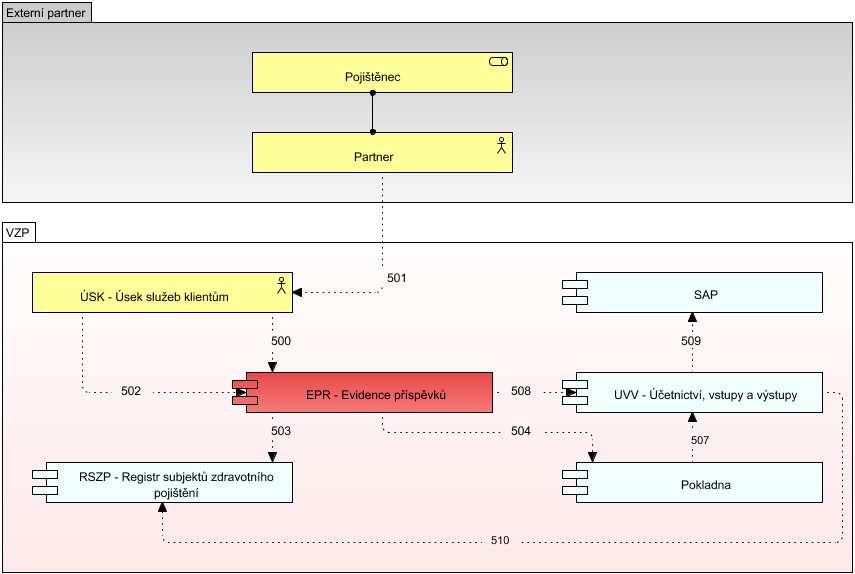 Externí partner
Pojištěnec
Partner
VZP
501
ÚSK - Úsek služeb klientům
SAP
500
509
502
EPR - Evidence příspěvků
508
UVV - Účetnictví, vstupy a výstupy
503
504
507
RSZP - Registr subjektů zdravotního
pojištění
Pokladna
510